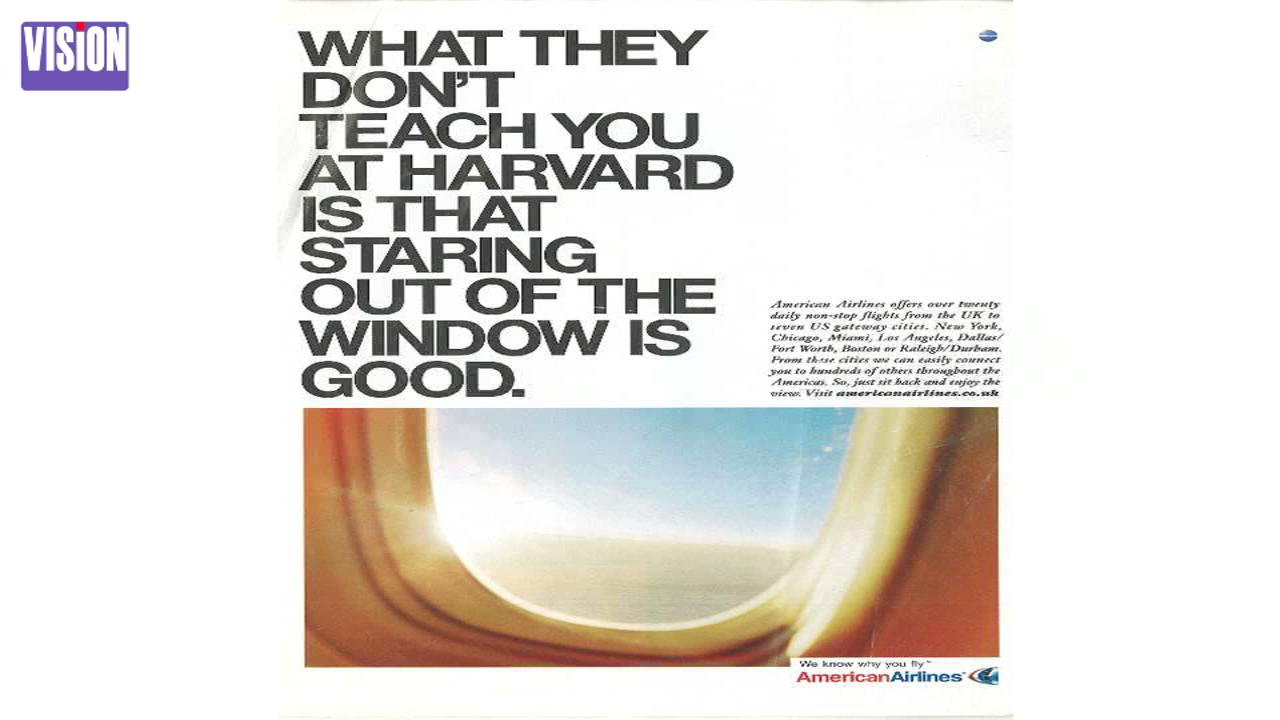 VISION
WHAT THEY
DON'T
TEACH YOU
AT HARVARD
IS THAT
STARING
OUT OF THE
WINDOW IS
GOOD.
American Airlines offers over twenty
daily non-stop flights from the UK to
seven US gateway cities. New York,
Chicago, Miami, Los Angeles, Dallas/
Fort Worth, Boston or Raleigh/Durham.
From these cities we can easily connect
you to hundreds of others throughout the
Americas. So, just sit back and enjoy the
view. Visit americanairlines.co.uk
We know why you fly™
AmericanAirlines®